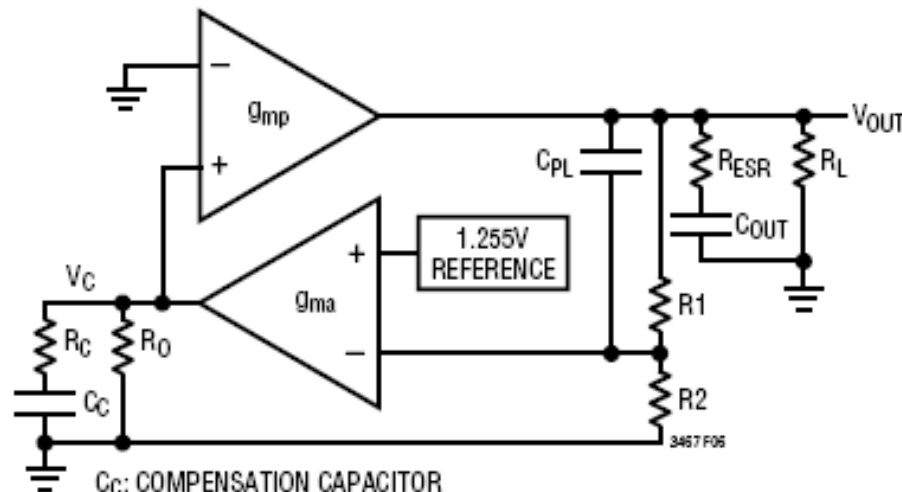 −
gmp
+
VOUT
CPL
RESR
RL
COUT
1.255V
REFERENCE
+
gma
−
VC
RC
RO
CC
R1
R2
3467 F06
CC: COMPENSATION CAPACITOR